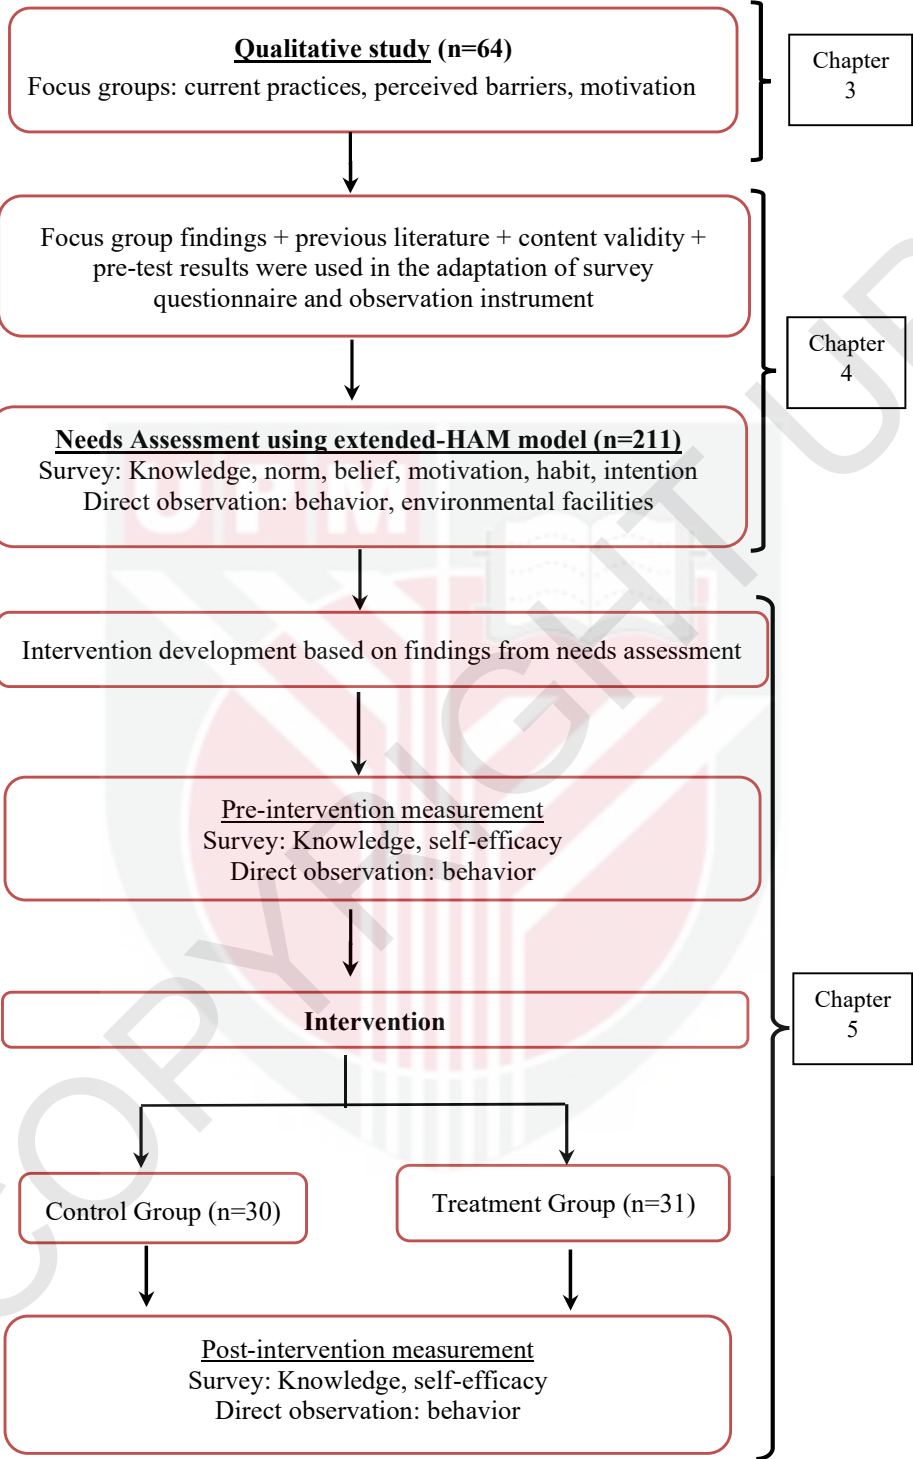 Qualitative study (n=64)
Focus groups: current practices, perceived barriers, motivation
Chapter
3
Focus group findings + previous literature + content validity +
pre-test results were used in the adaptation of survey
questionnaire and observation instrument
Chapter
4
Needs Assessment using extended-HAM model (n=211)
Survey: Knowledge, norm, belief, motivation, habit, intention
Direct observation: behavior, environmental facilities
UPM
Intervention development based on findings from needs assessment
Pre-intervention measurement
Survey: Knowledge, self-efficacy
Direct observation: behavior
Intervention
Chapter
5
Control Group (n=30)
Treatment Group (n=31)
Post-intervention measurement
Survey: Knowledge, self-efficacy
Direct observation: behavior
COPYRIGHT UP